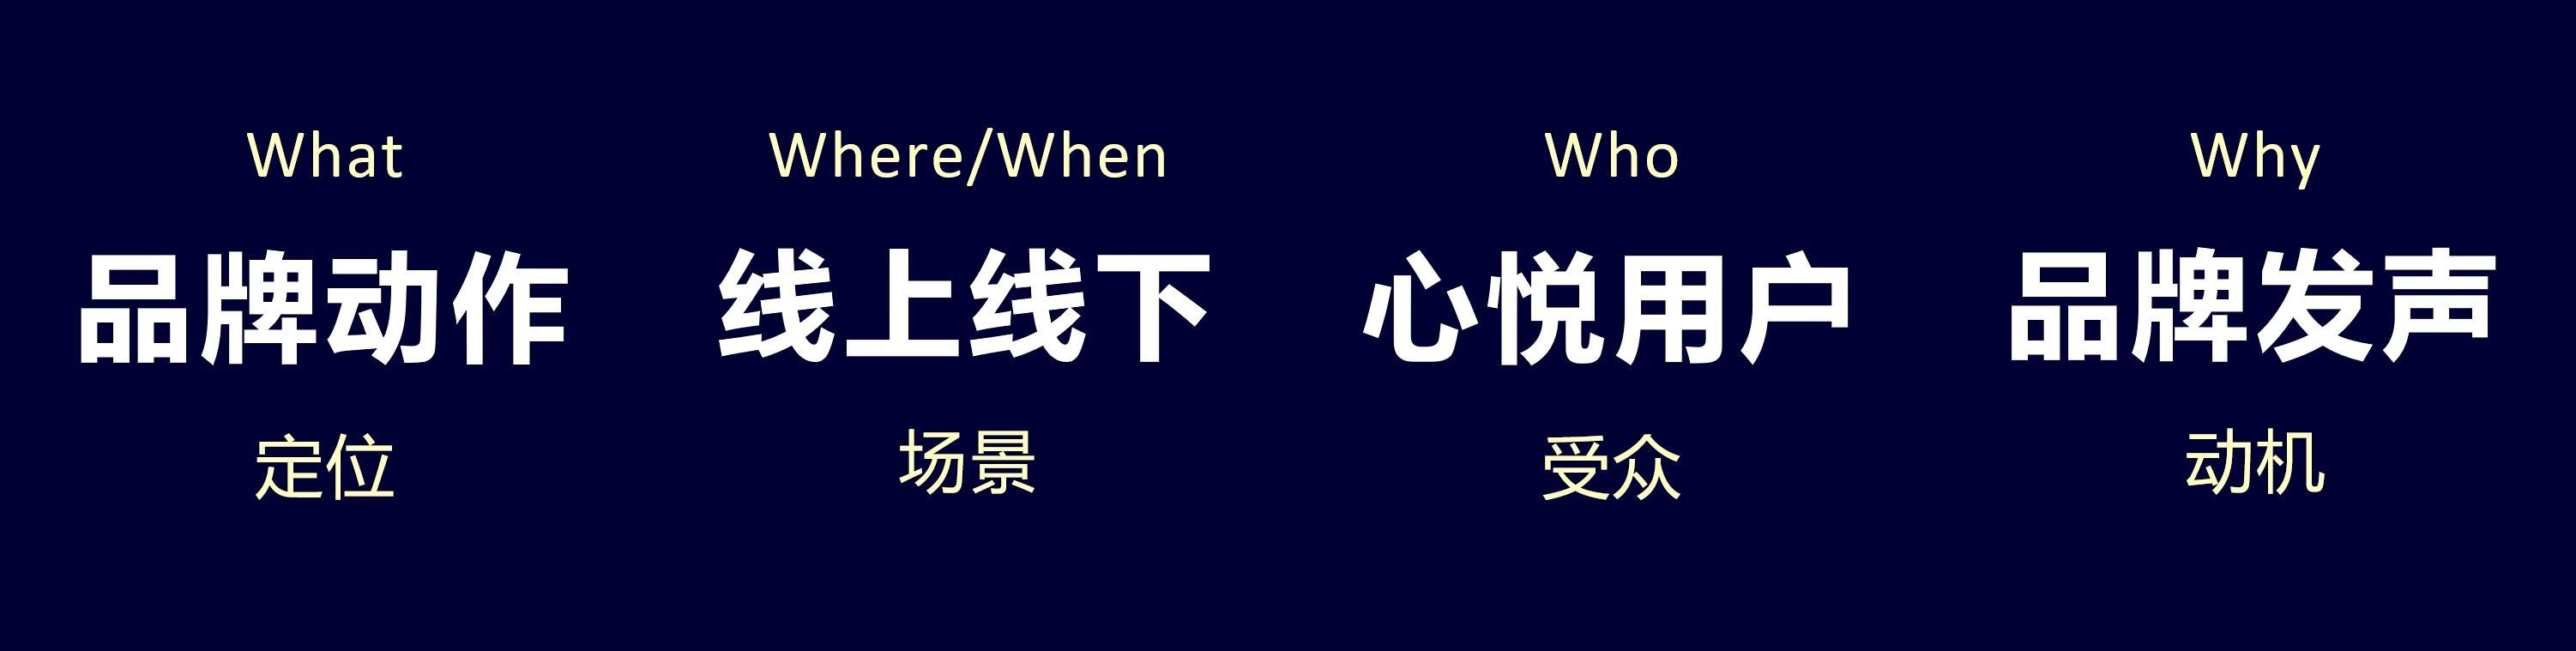 What
品牌动作
定位
Where/When
线上线下
场景
Who
心悦用户
受众
Why
品牌发声
动机